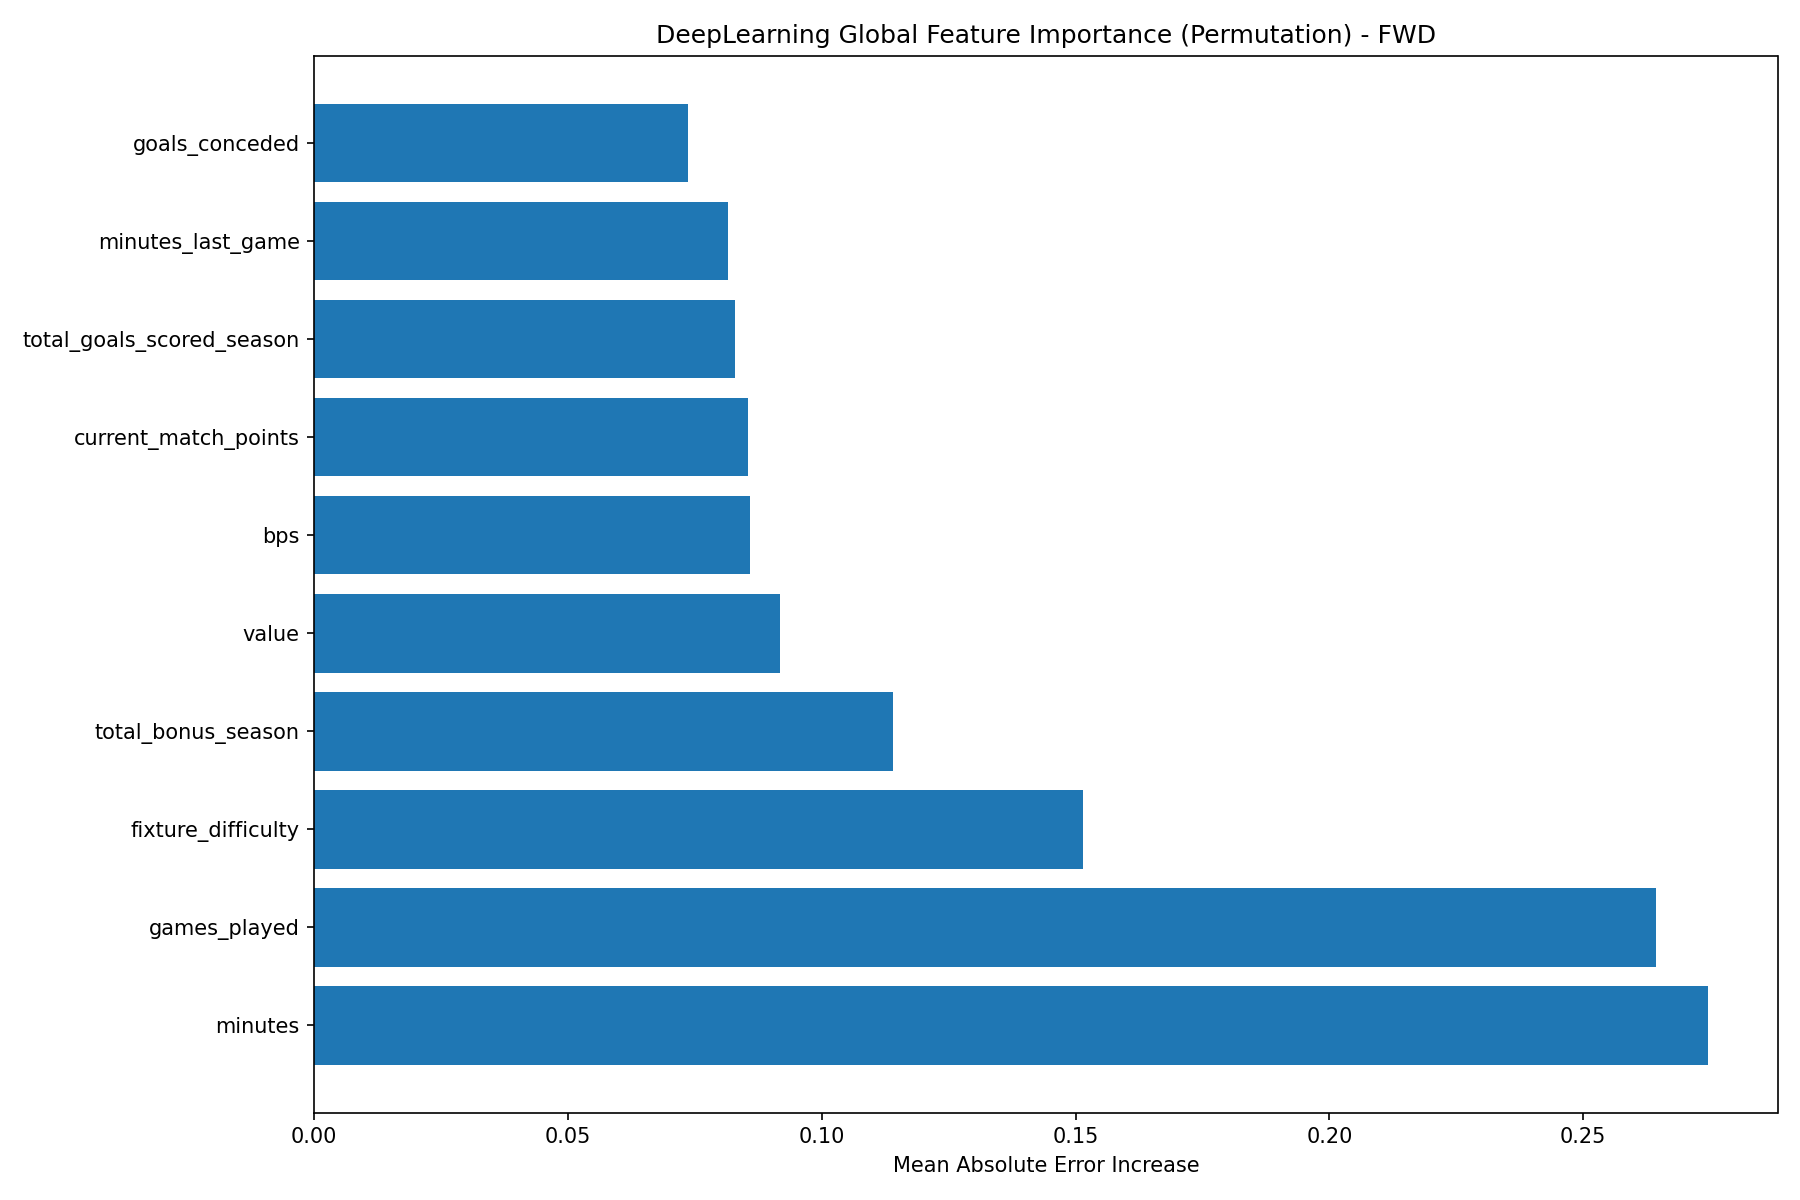 DeepLearning Global Feature Importance (Permutation) - FWD
goals_conceded
minutes_last_game
total_goals_scored_season
current_match_points
bps
value
total_bonus_season
fixture_difficulty
games_played
minutes
0.00 0.05 0.10 0.15 0.20 0.25
Mean Absolute Error Increase